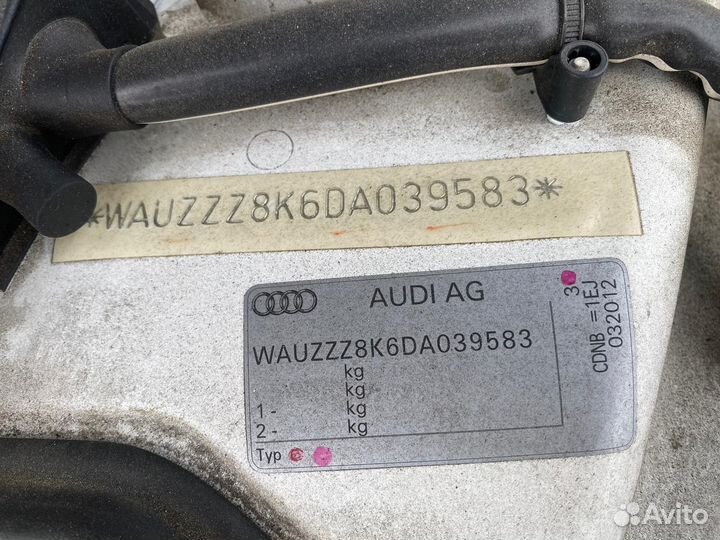 *WAUZZZ8K6DA039583*
AUDI AG
WAUZZZ8K6DA039583
kg
kg
1 - kg
2 - kg
Typ
3
CDNB =1EJ
032012
Avito